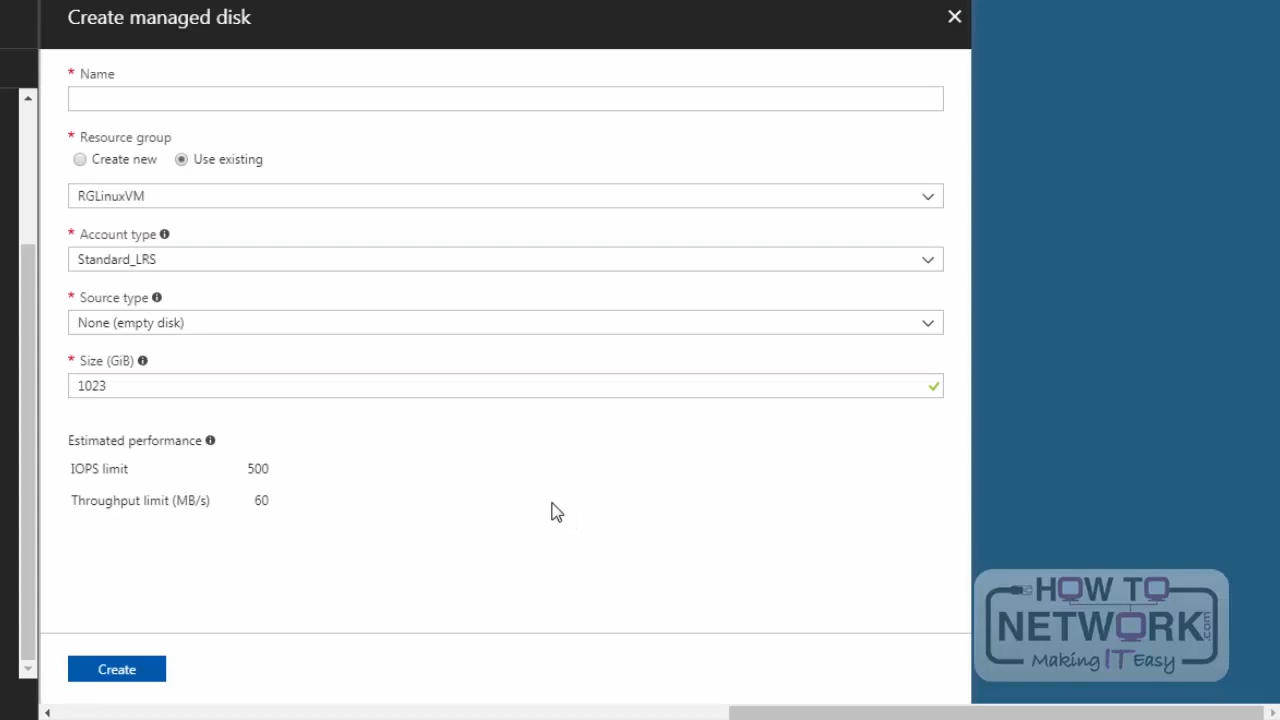 Create managed disk
* Name
* Resource group
Create new Use existing
RGLinuxVM
* Account type
Standard_LRS
* Source type
None (empty disk)
* Size (GiB)
1023
Estimated performance
IOPS limit 500
Throughput limit (MB/s) 60
Create
HOW TO
NETWORK.com
Making IT Easy